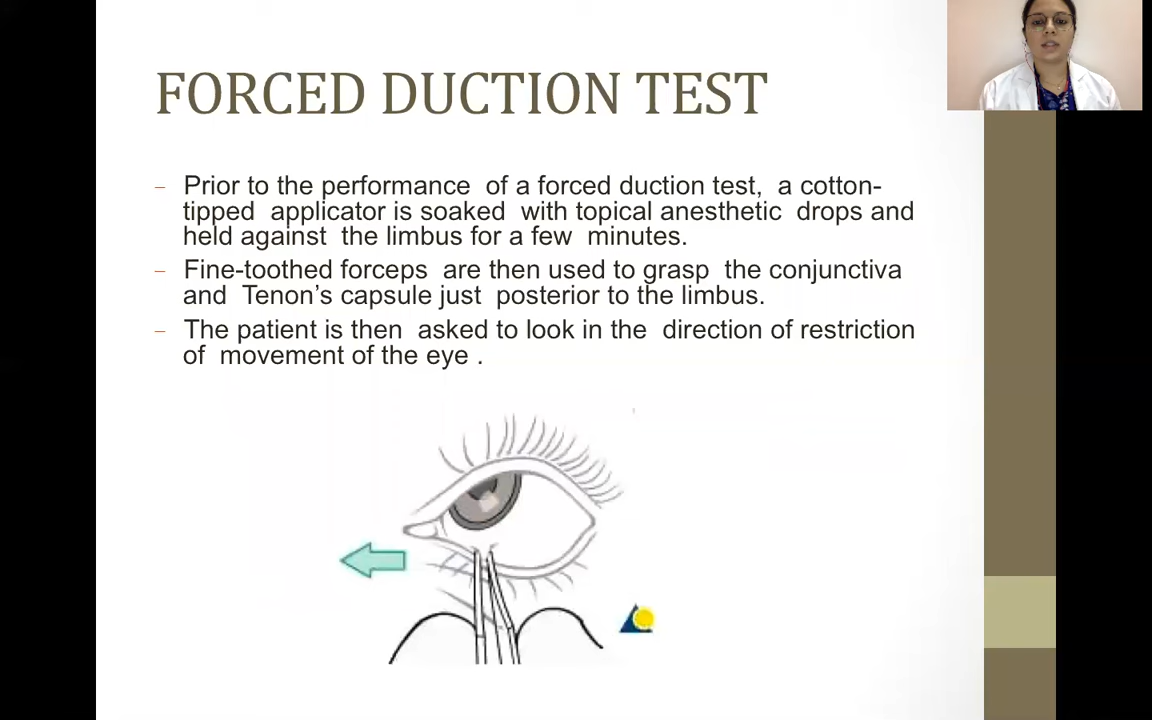 FORCED DUCTION TEST
– Prior to the performance of a forced duction test, a cotton-
tipped applicator is soaked with topical anesthetic drops and
held against the limbus for a few minutes.
– Fine-toothed forceps are then used to grasp the conjunctiva
and Tenon’s capsule just posterior to the limbus.
– The patient is then asked to look in the direction of restriction
of movement of the eye .